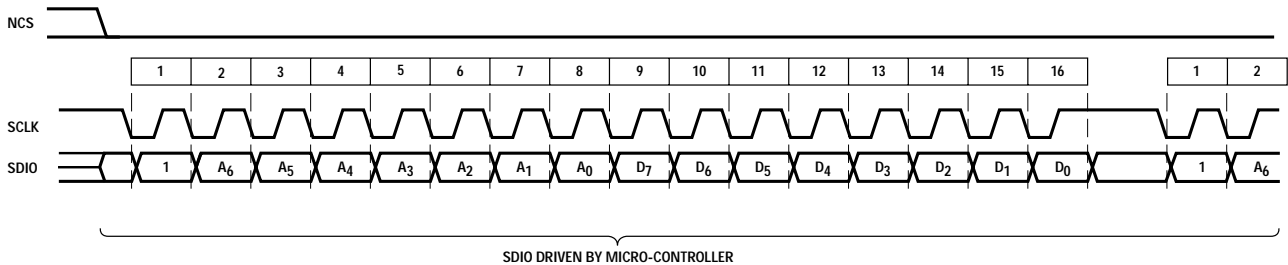 NCS
1 2 3 4 5 6 7 8 9 10 11 12 13 14 15 16 1 2
SCLK
SDIO 1 A6 A5 A4 A3 A2 A1 A0 D7 D6 D5 D4 D3 D2 D1 D0 1 A6
SDIO DRIVEN BY MICRO-CONTROLLER